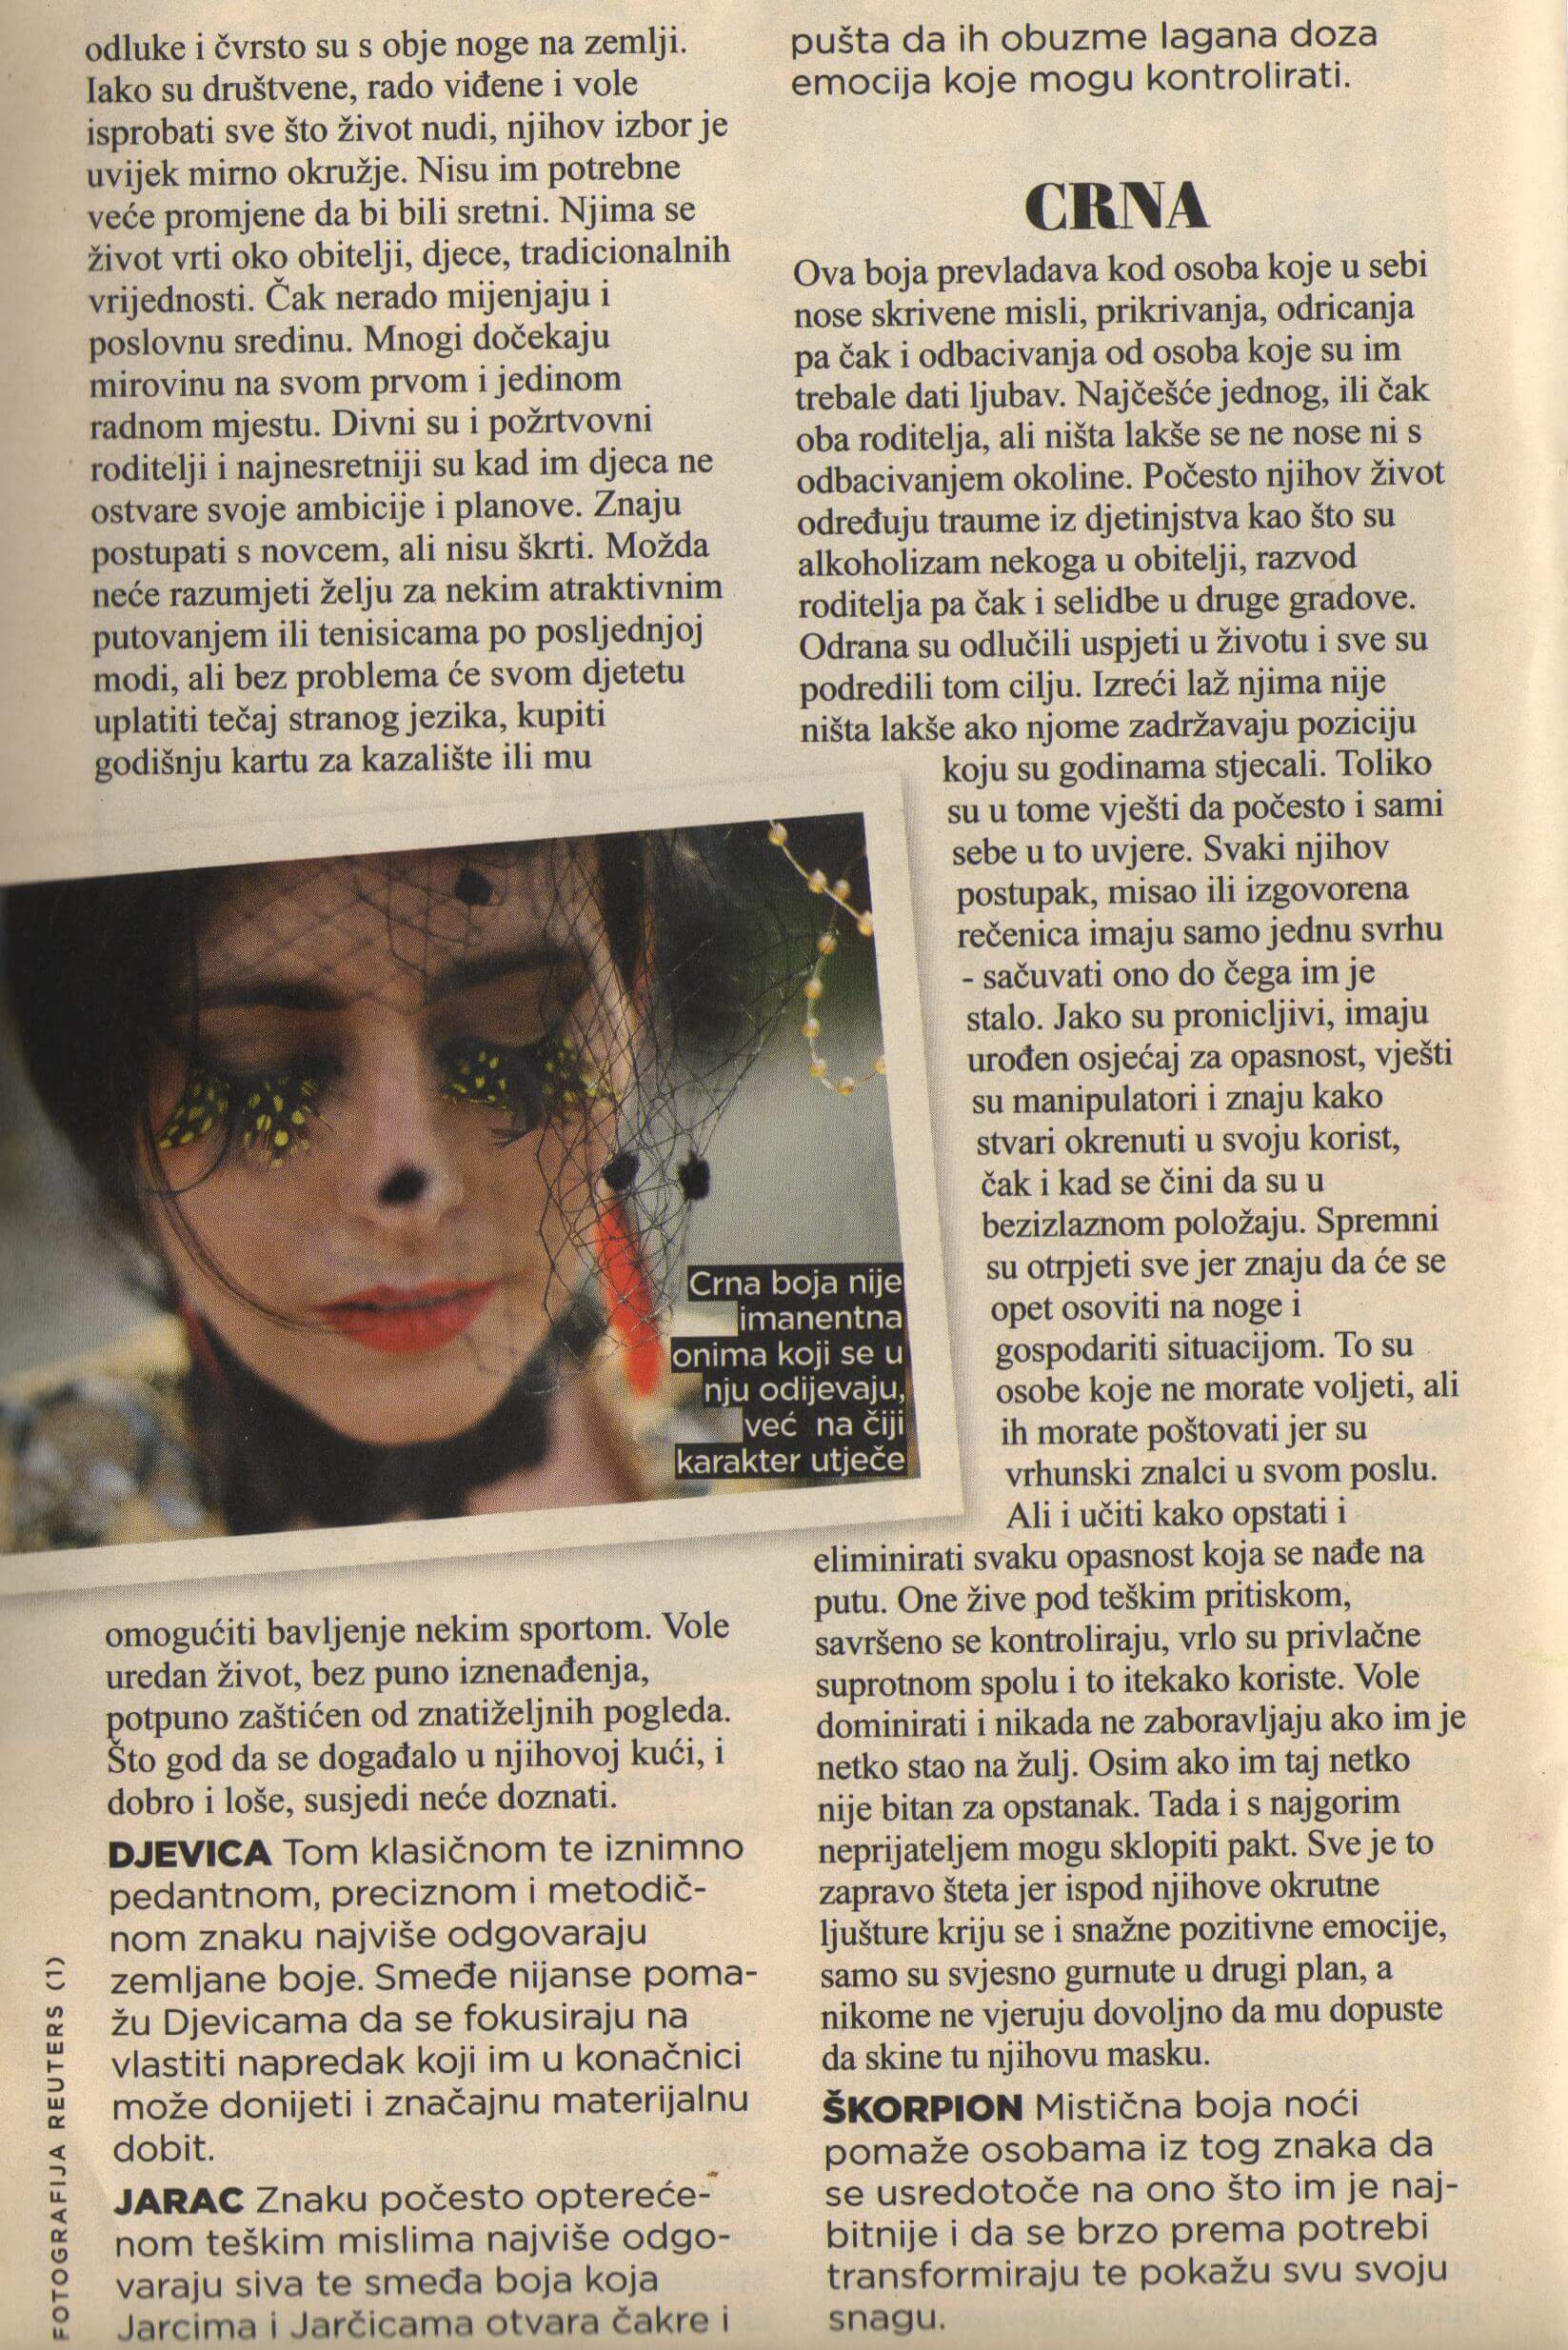 odluke i čvrsto su s obje noge na zemlji.
Iako su društvene, rado viđene i vole
isprobati sve što život nudi, njihov izbor je
uvijek mirno okružje. Nisu im potrebne
veće promjene da bi bili sretni. Njima se
život vrti oko obitelji, djece, tradicionalnih
vrijednosti. Čak nerado mijenjaju i
poslovnu sredinu. Mnogi dočekaju
mirovinu na svom prvom i jedinom
radnom mjestu. Divni su i požrtvovni
roditelji i najnesretniji su kad im djeca ne
ostvare svoje ambicije i planove. Znaju
postupati s novcem, ali nisu škrti. Možda
neće razumjeti želju za nekim atraktivnim
putovanjem ili tenisicama po posljednjoj
modi, ali bez problema će svom djetetu
uplatiti tečaj stranog jezika, kupiti
godišnju kartu za kazalište ili mu
omogućiti bavljenje nekim sportom. Vole
uredan život, bez puno iznenađenja,
potpuno zaštićen od znatiželjnih pogleda.
Što god da se događalo u njihovoj kući, i
dobro i loše, susjedi neće doznati.
DJEVICA Tom klasičnom te iznimno
pedantnom, preciznom i metodič-
nom znaku najviše odgovaraju
zemljane boje. Smeđe nijanse poma-
žu Djevicama da se fokusiraju na
vlastiti napredak koji im u konačnici
može donijeti i značajnu materijalnu
dobit.
JARAC Znaku počesto optereće-
nom teškim mislima najviše odgo-
varaju siva te smeđa boja koja
Jarcima i Jarčicama otvara čakre i
pušta da ih obuzme lagana doza
emocija koje mogu kontrolirati.
CRNA
Ova boja prevladava kod osoba koje u sebi
nose skrivene misli, prikrivanja, odricanja
pa čak i odbacivanja od osoba koje su im
trebale dati ljubav. Najčešće jednog, ili čak
oba roditelja, ali ništa lakše se ne nose ni s
odbacivanjem okoline. Počesto njihov život
određuju traume iz djetinjstva kao što su
alkoholizam nekoga u obitelji, razvod
roditelja pa čak i selidbe u druge gradove.
Odrana su odlučili uspjeti u životu i sve su
podredili tom cilju. Izreći laž njima nije
ništa lakše ako njome zadržavaju poziciju
koju su godinama stjecali. Toliko
su u tome vješti da počesto i sami
sebe u to uvjere. Svaki njihov
postupak, misao ili izgovorena
rečenica imaju samo jednu svrhu
- sačuvati ono do čega im je
stalo. Jako su pronicljivi, imaju
urođen osjećaj za opasnost, vješti
su manipulatori i znaju kako
stvari okrenuti u svoju korist,
čak i kad se čini da su u
bezizlaznom položaju. Spremni
su otrpjeti sve jer znaju da će se
opet osoviti na noge i
gospodariti situacijom. To su
osobe koje ne morate voljeti, ali
ih morate poštovati jer su
vrhunski znalci u svom poslu.
Ali i učiti kako opstati i
eliminirati svaku opasnost koja se nađe na
putu. One žive pod teškim pritiskom,
savršeno se kontroliraju, vrlo su privlačne
suprotnom spolu i to itekako koriste. Vole
dominirati i nikada ne zaboravljaju ako im je
netko stao na žulj. Osim ako im taj netko
nije bitan za opstanak. Tada i s najgorim
neprijateljem mogu sklopiti pakt. Sve je to
zapravo šteta jer ispod njihove okrutne
ljušture kriju se i snažne pozitivne emocije,
samo su svjesno gurnute u drugi plan, a
nikome ne vjeruju dovoljno da mu dopuste
da skine tu njihovu masku.
ŠKORPION Mistična boja noći
pomaže osobama iz tog znaka da
se usredotoče na ono što im je naj-
bitnije i da se brzo prema potrebi
transformiraju te pokažu svu svoju
snagu.
Crna boja nije
imanentna
onima koji se u
nju odijevaju,
već na čiji
karakter utječe
FOTOGRAFIJA REUTERS (1)